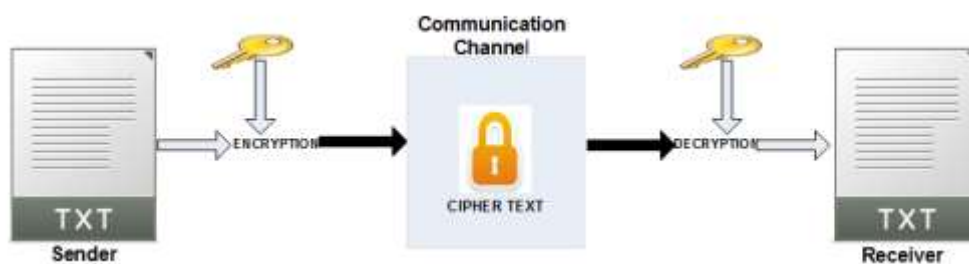 Communication
Channel
ENCRYPTION
DECRYPTION
CIPHER TEXT
TXT
TXT
Sender
Receiver